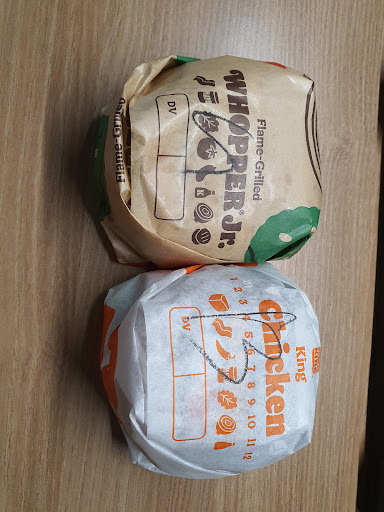 Flame-Grilled
WHOPPER® Jr.
DV
Flame-Grilled
King
Chicken
1 2 3 4 5 6 7 8 9 10 11 12
DV